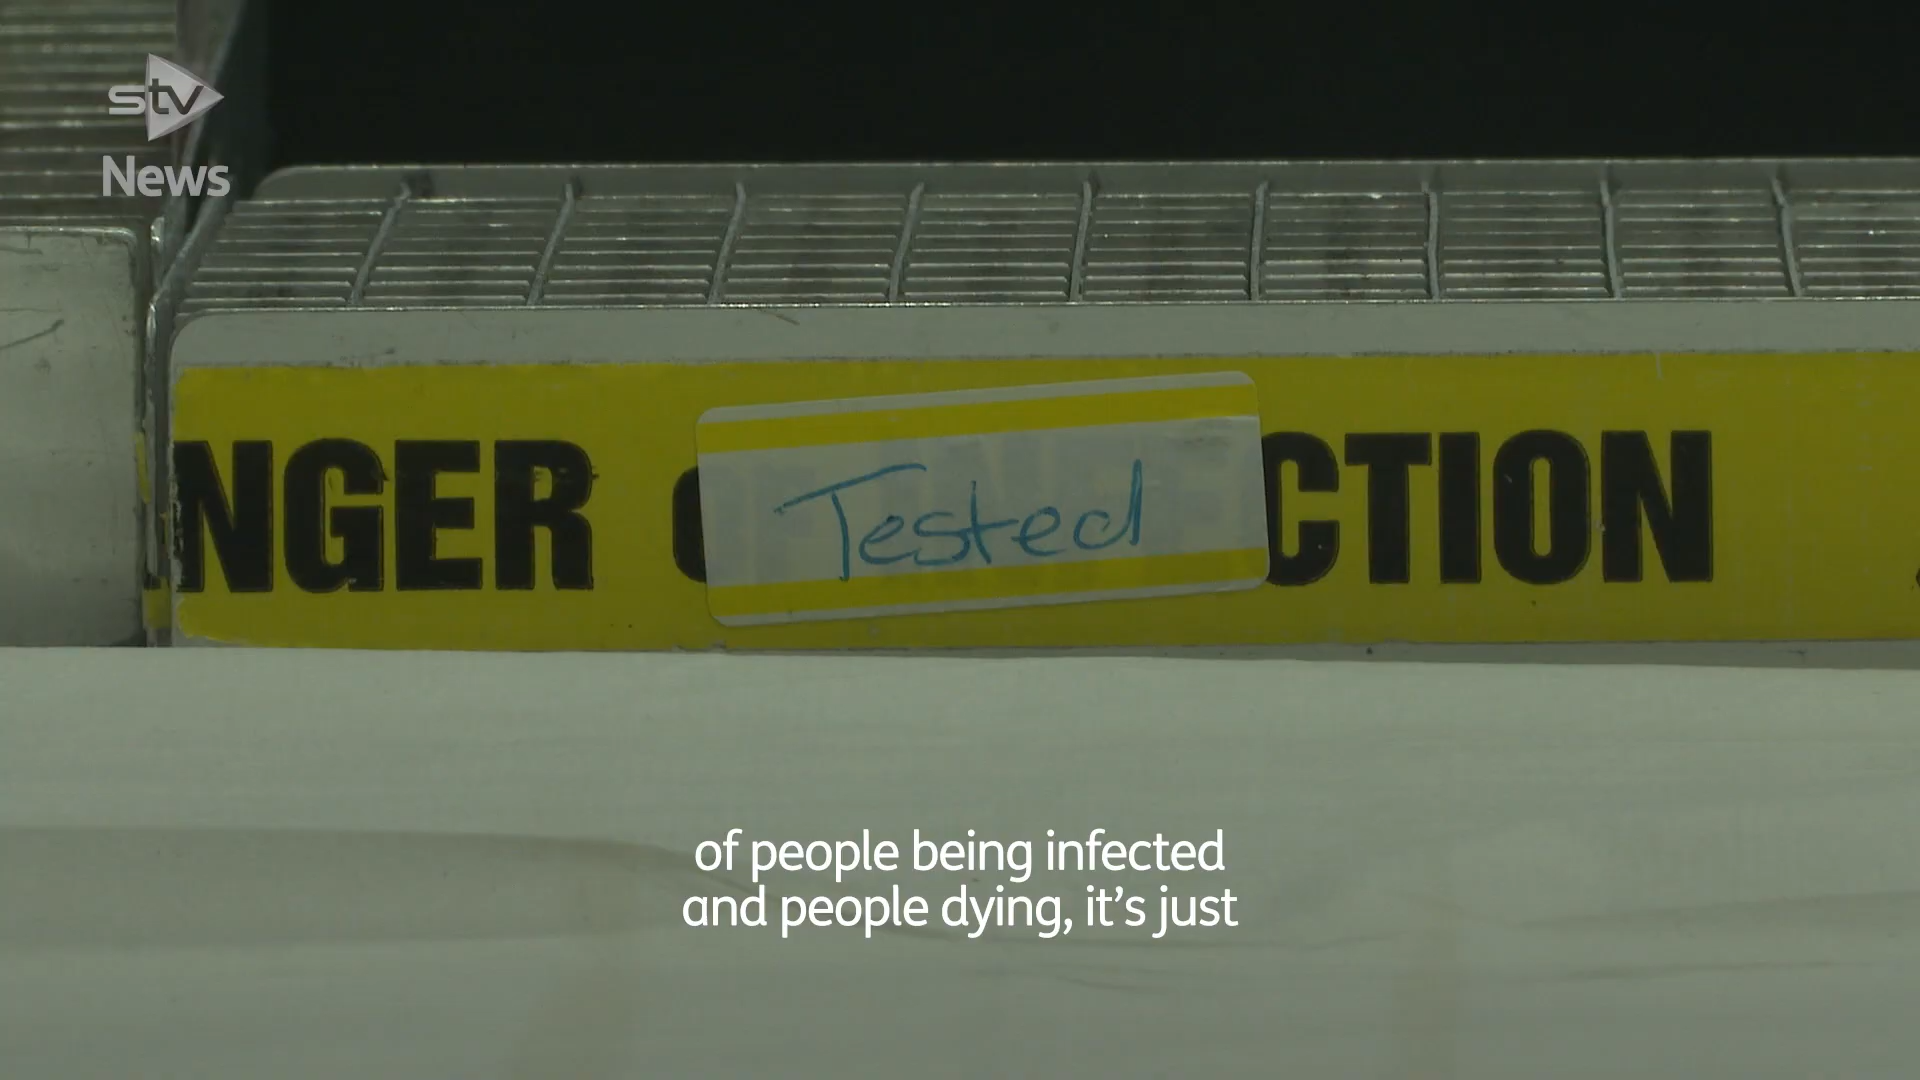 stv
News
NGER
Tested
CTION
of people being infected
and people dying, it's just